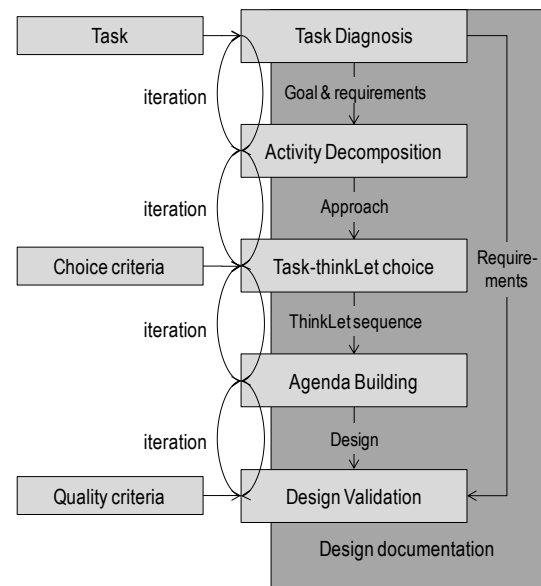 Task
Task Diagnosis
iteration
Goal & requirements
Activity Decomposition
iteration
Approach
Choice criteria
Task-thinkLet choice
Require-
ments
iteration
ThinkLet sequence
Agenda Building
iteration
Design
Quality criteria
Design Validation
Design documentation